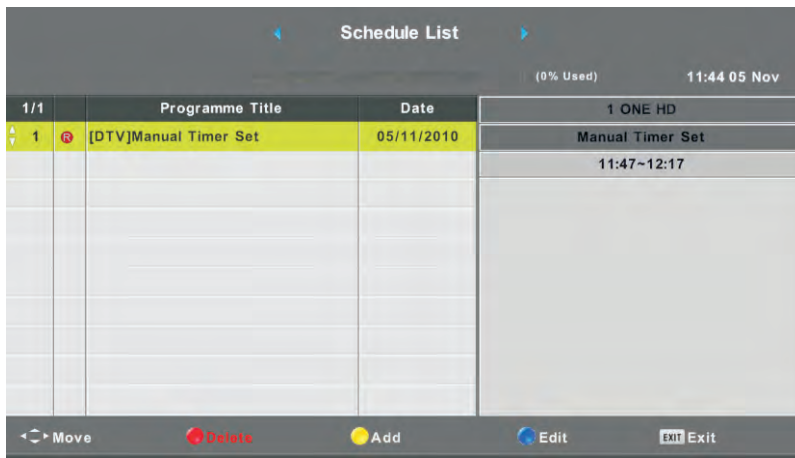 Schedule List
(0% Used) 11:44 05 Nov
1/1 Programme Title Date 1 ONE HD
1 R [DTV]Manual Timer Set 05/11/2010 Manual Timer Set
11:47~12:17
Move Delete Add Edit EXIT Exit